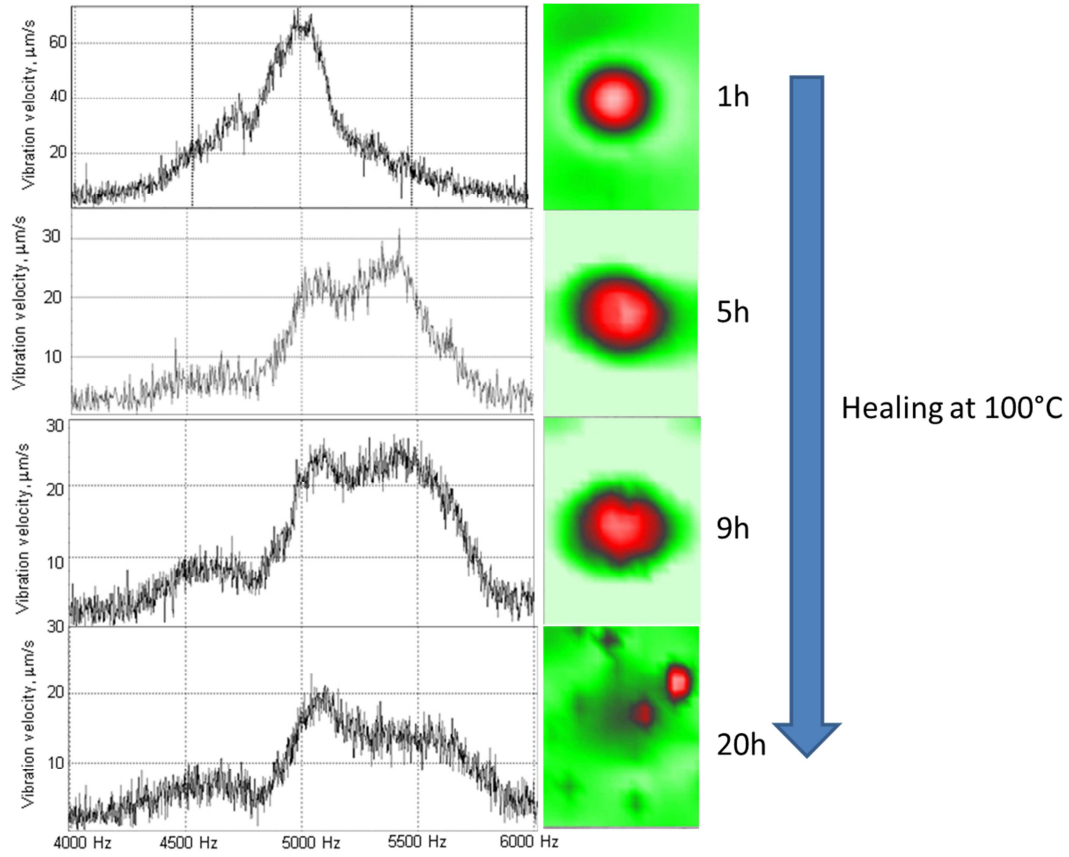 Vibration velocity, µm/s
60
40
20
1h
Vibration velocity, µm/s
30
20
10
5h
Healing at 100°C
Vibration velocity, µm/s
30
20
10
9h
Vibration velocity, µm/s
30
20
10
20h
4000 Hz 4500 Hz 5000 Hz 5500 Hz 6000 Hz